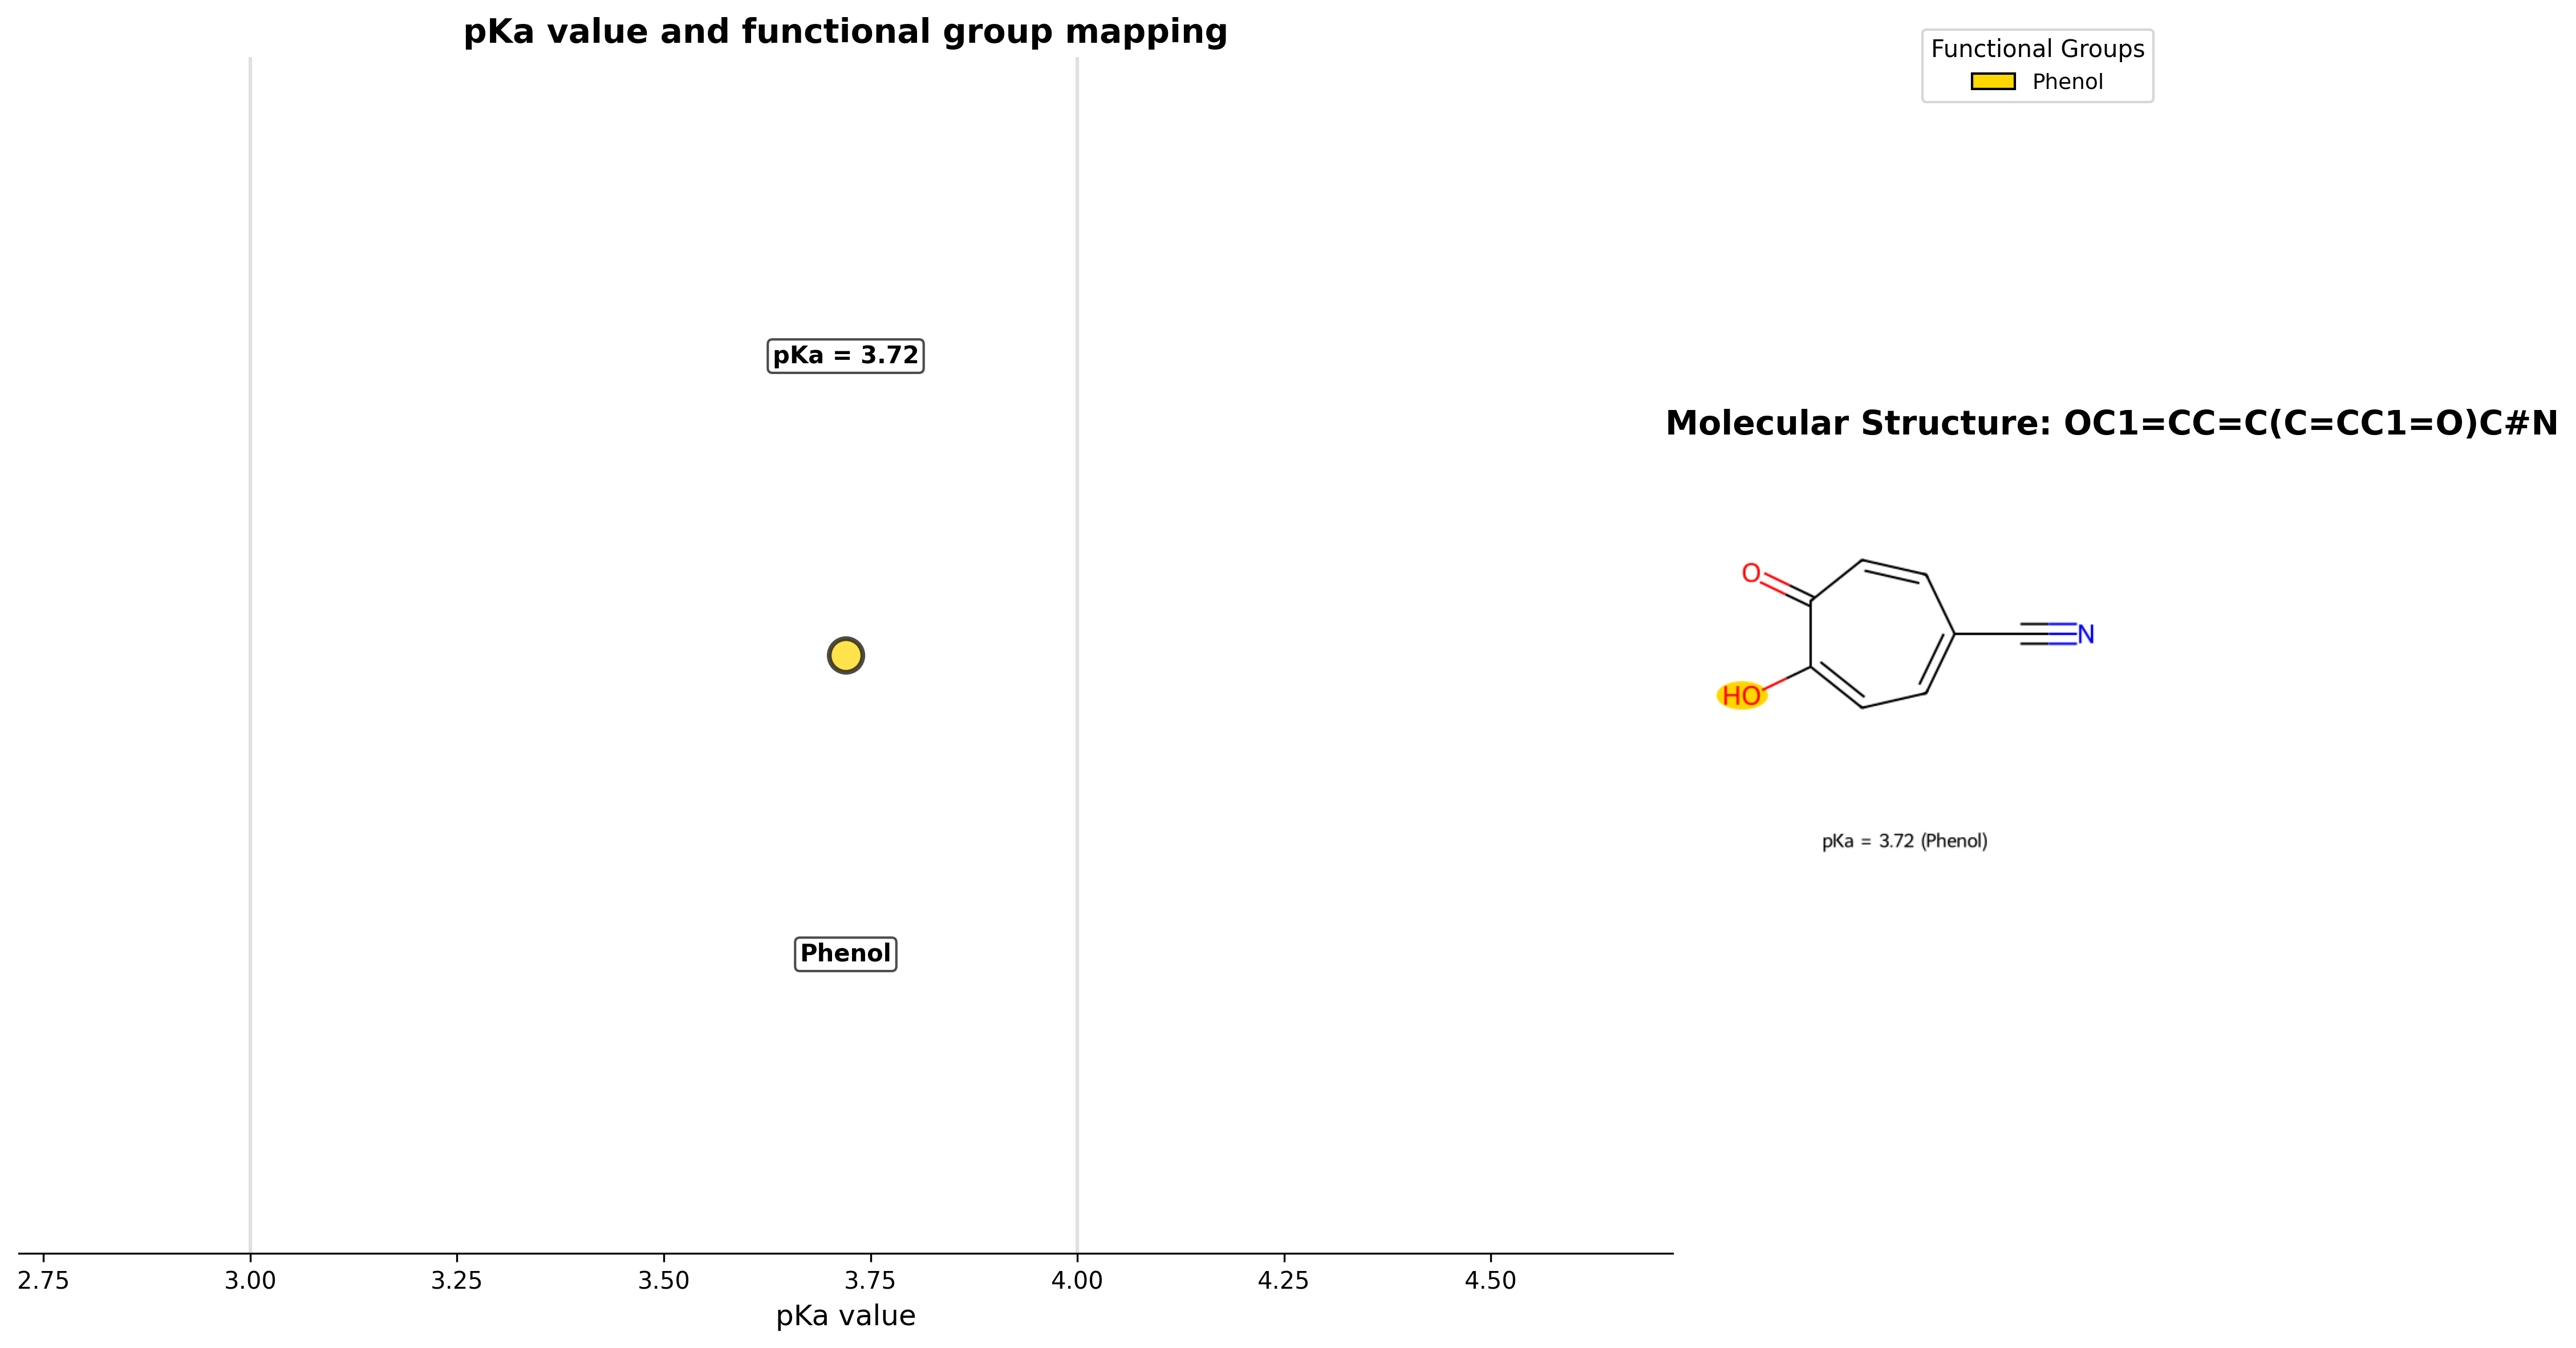 pKa value and functional group mapping
Functional Groups
Phenol
pKa = 3.72
Molecular Structure: OC1=CC=C(C=CC1=O)C#N
O
N
HO
pKa = 3.72 (Phenol)
Phenol
2.75 3.00 3.25 3.50 3.75 4.00 4.25 4.50
pKa value